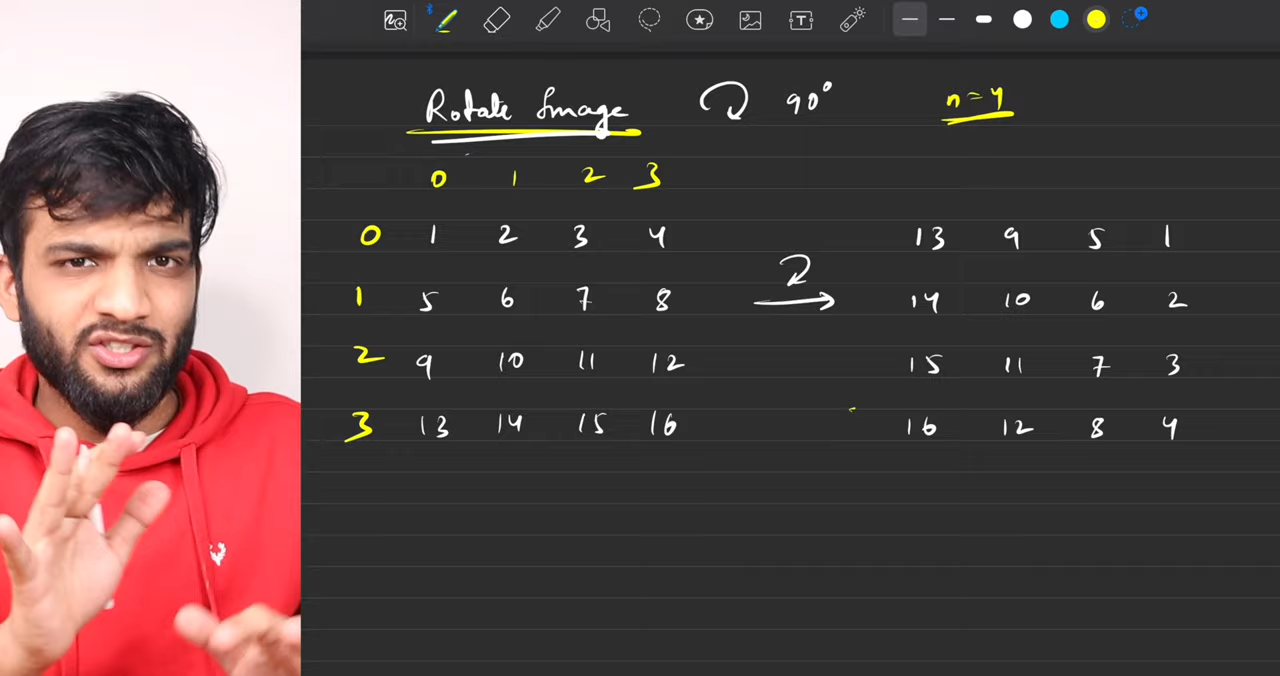 Rotate Image 90° n=4
0 1 2 3
0 1 2 3 4 13 9 5 1
1 5 6 7 8 14 10 6 2
2 9 10 11 12 15 11 7 3
3 13 14 15 16 16 12 8 4